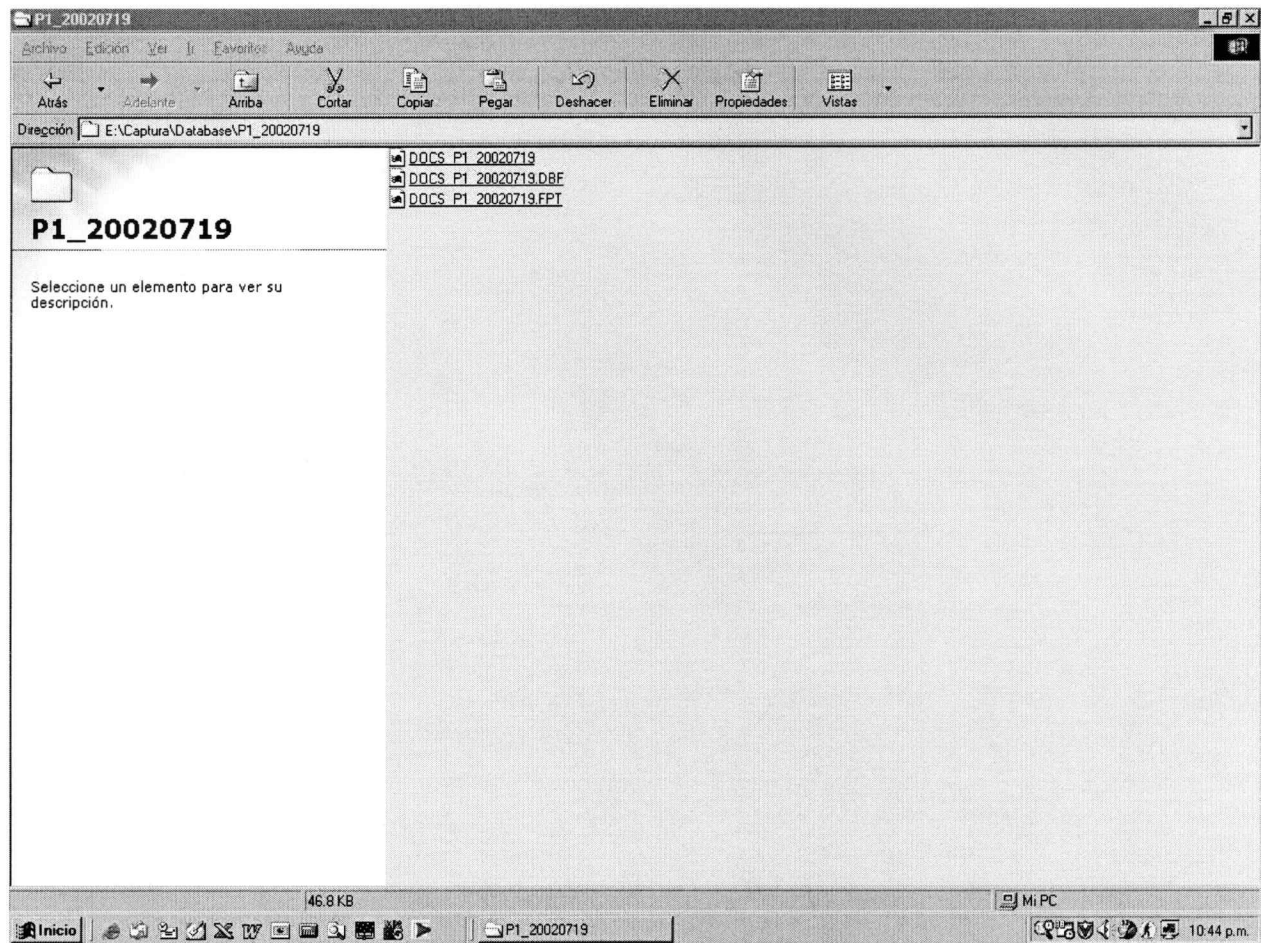 P1_20020719
Archivo Edición Ver Ir Favoritos Ayuda
Atrás Adelante Arriba Cortar Copiar Pegar Deshacer Eliminar Propiedades Vistas
Dirección E:\Captura\Database\P1_20020719
DOCS_P1_20020719
DOCS_P1_20020719.DBF
DOCS_P1_20020719.FPT
P1_20020719
Seleccione un elemento para ver su
descripción.
46.8 KB Mi PC
Inicio P1_20020719 10:44 p.m.